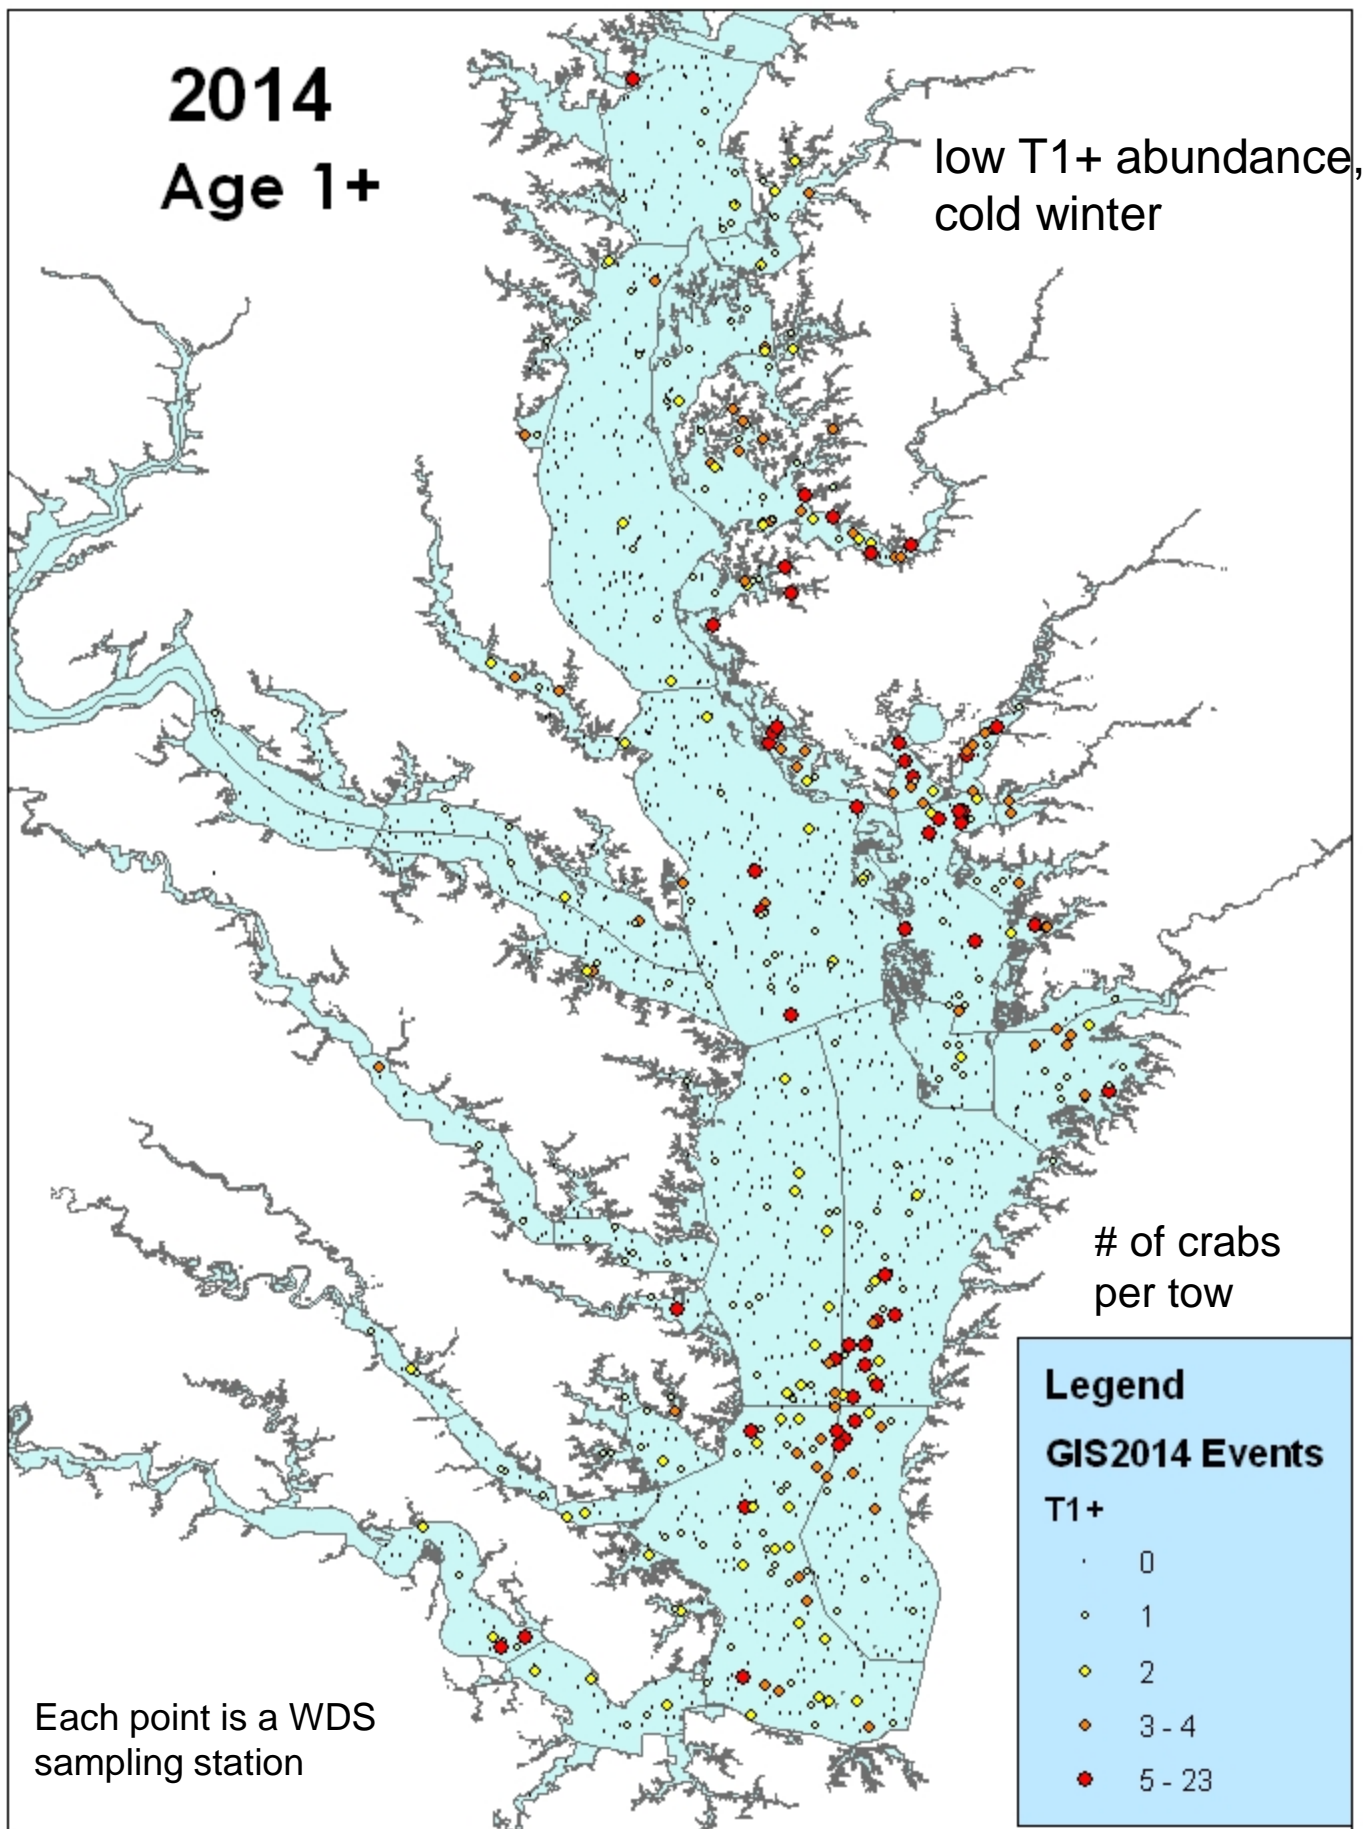 2014
Age 1+
low T1+ abundance,
cold winter
# of crabs
per tow
Legend
GIS2014 Events
T1+
0
1
2
3 - 4
5 - 23
Each point is a WDS
sampling station